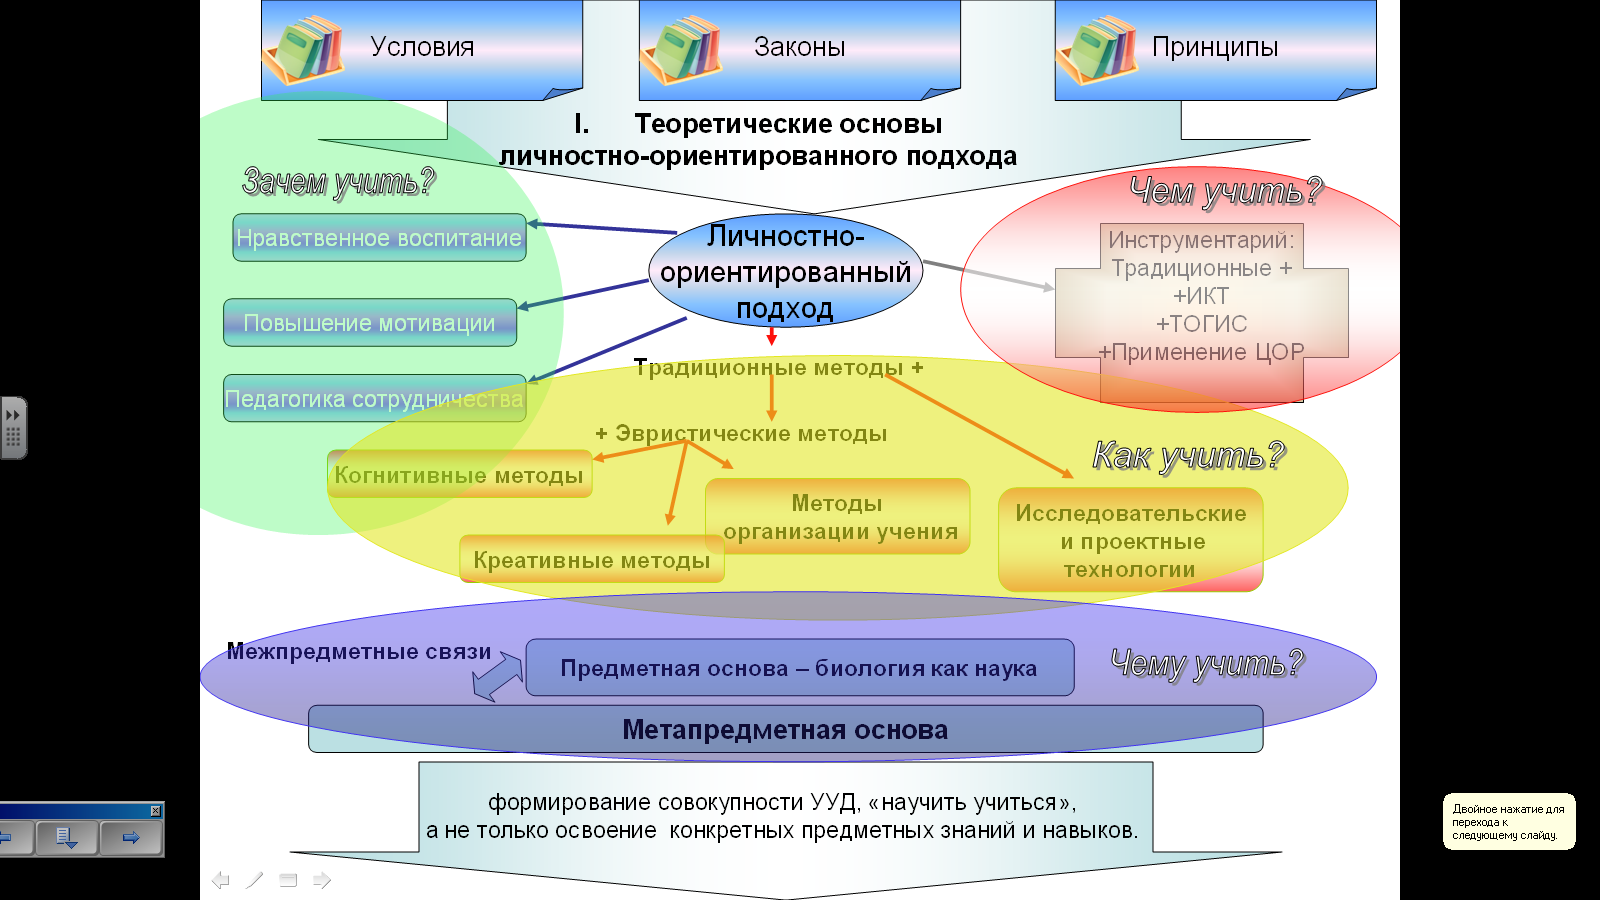 Условия
Законы
Принципы
I. Теоретические основы
личностно-ориентированного подхода
Зачем учить?
Чем учить?
Нравственное воспитание
Повышение мотивации
Педагогика сотрудничества
Личностно-
ориентированный
подход
Инструментарий:
Традиционные +
+ИКТ
+ТОГИС
+Применение ЦОР
Традиционные методы +
+ Эвристические методы
Как учить?
Когнитивные методы
Методы
организации учения
Креативные методы
Исследовательские
и проектные
технологии
Межпредметные связи
Предметная основа – биология как наука
Чему учить?
Метапредметная основа
формирование совокупности УУД, «научить учиться»,
а не только освоение конкретных предметных знаний и навыков.
Двойное нажатие для
перехода к
следующему слайду.